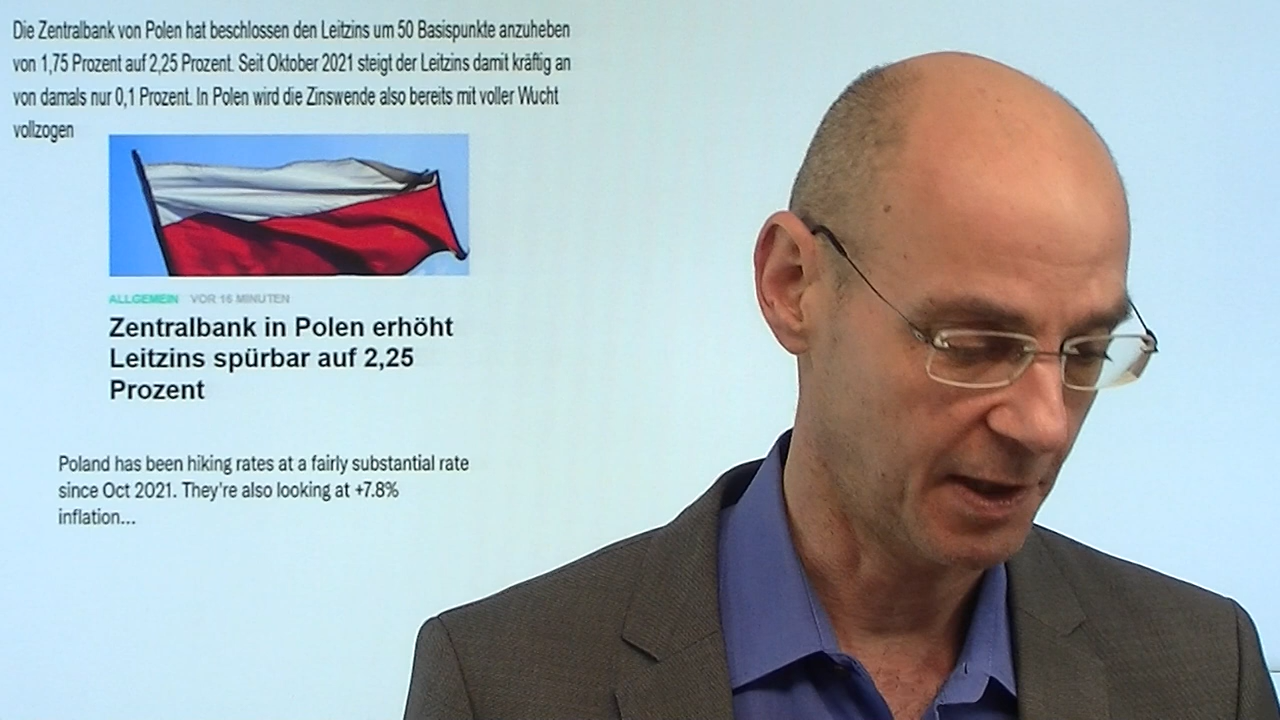 Die Zentralbank von Polen hat beschlossen den Leitzins um 50 Basispunkte anzuheben
von 1,75 Prozent auf 2,25 Prozent. Seit Oktober 2021 steigt der Leitzins damit kräftig an
von damals nur 0,1 Prozent. In Polen wird die Zinswende also bereits mit voller Wucht
vollzogen
ALLGEMEIN VOR 16 MINUTEN
Zentralbank in Polen erhöht
Leitzins spürbar auf 2,25
Prozent
Poland has been hiking rates at a fairly substantial rate
since Oct 2021. They're also looking at +7.8%
inflation...